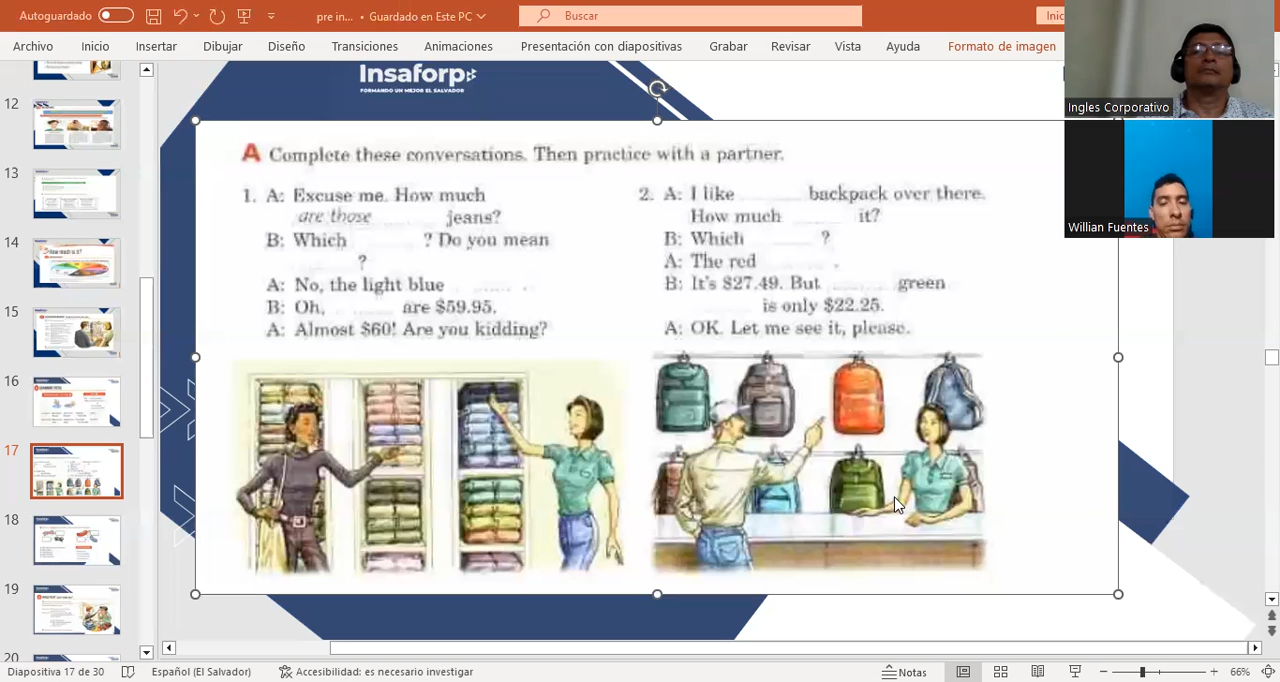 Autoguardado
pre in... • Guardado en Este PC
Buscar
Inic
Archivo Inicio Insertar Dibujar Diseño Transiciones Animaciones Presentación con diapositivas Grabar Revisar Vista Ayuda Formato de imagen
Ingles Corporativo
Willian Fuentes
12
13
14
15
16
17
18
19
20
Insaforp
FORMANDO UN MEJOR EL SALVADOR
A Complete these conversations. Then practice with a partner.
1. A: Excuse me. How much
are those jeans?
B: Which ? Do you mean
?
A: No, the light blue .
B: Oh, are $59.95.
A: Almost $60! Are you kidding?
2. A: I like backpack over there.
How much it?
B: Which ?
A: The red .
B: It's $27.49. But green
is only $22.25.
A: OK. Let me see it, please.
Diapositiva 17 de 30 Español (El Salvador) Accesibilidad: es necesario investigar Notas 66%